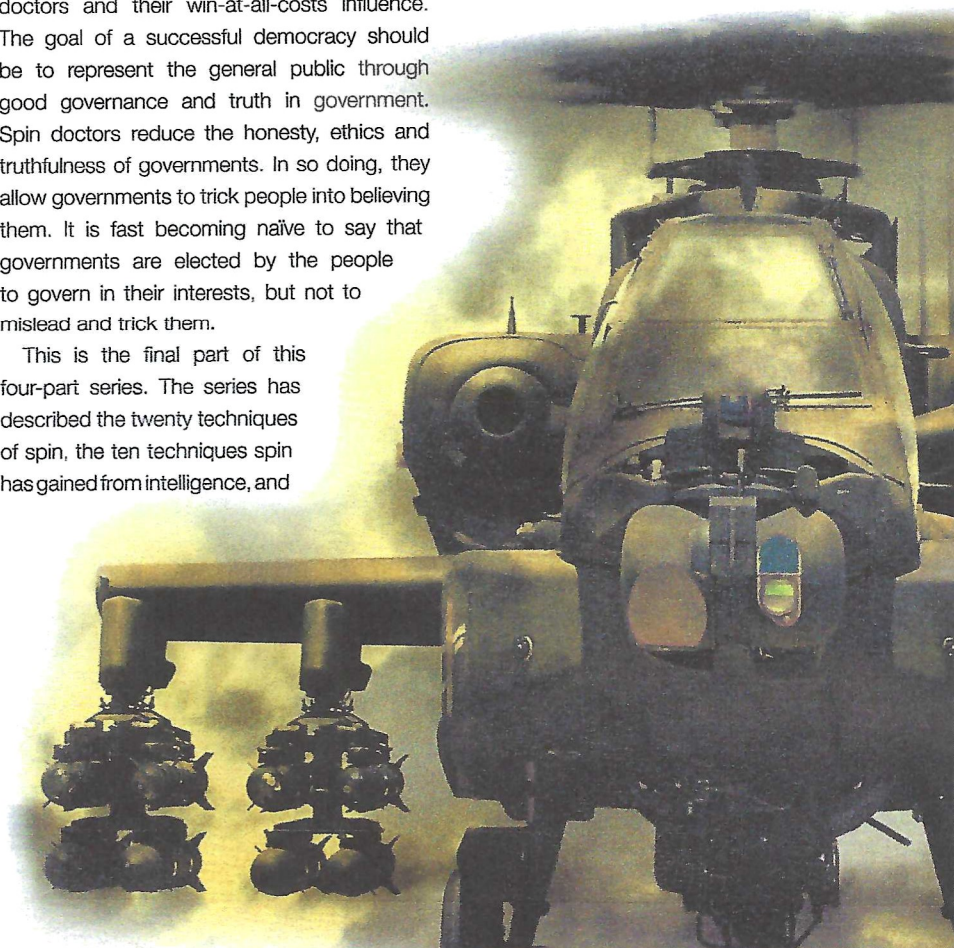 doctors and their win-at-all-costs influence.
The goal of a successful democracy should
be to represent the general public through
good governance and truth in government.
Spin doctors reduce the honesty, ethics and
truthfulness of governments. In so doing, they
allow governments to trick people into believing
them. It is fast becoming naïve to say that
governments are elected by the people
to govern in their interests, but not to
mislead and trick them.
This is the final part of this
four-part series. The series has
described the twenty techniques
of spin, the ten techniques spin
has gained from intelligence, and